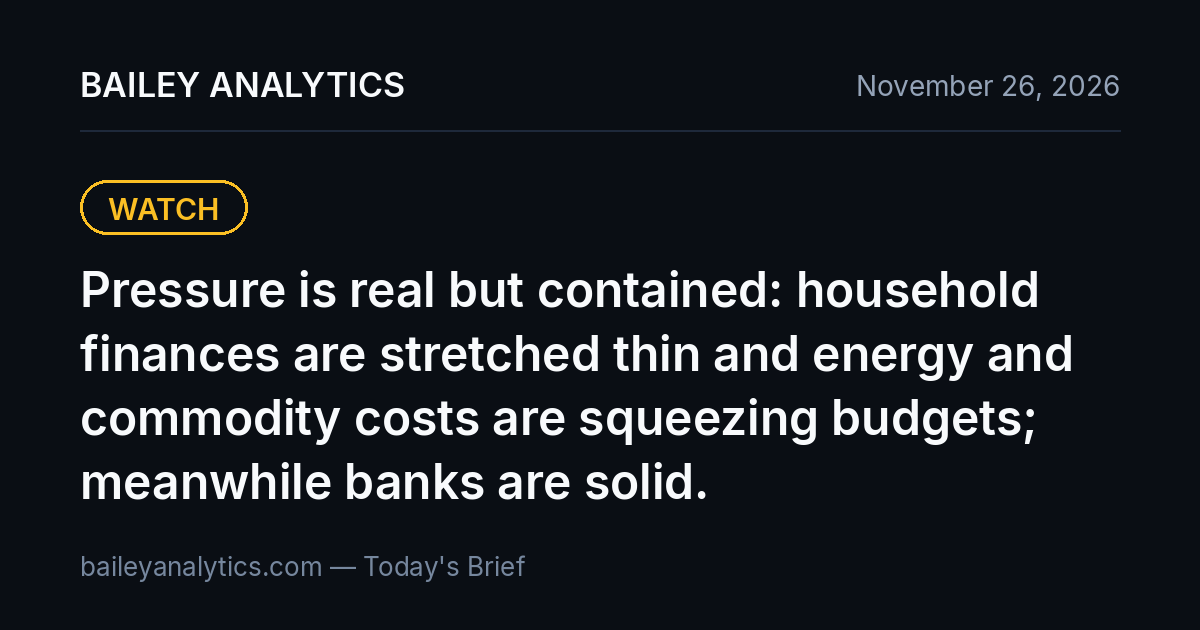 BAILEY ANALYTICS
November 26, 2026
WATCH
Pressure is real but contained: household
finances are stretched thin and energy and
commodity costs are squeezing budgets;
meanwhile banks are solid.
baileyanalytics.com — Today's Brief